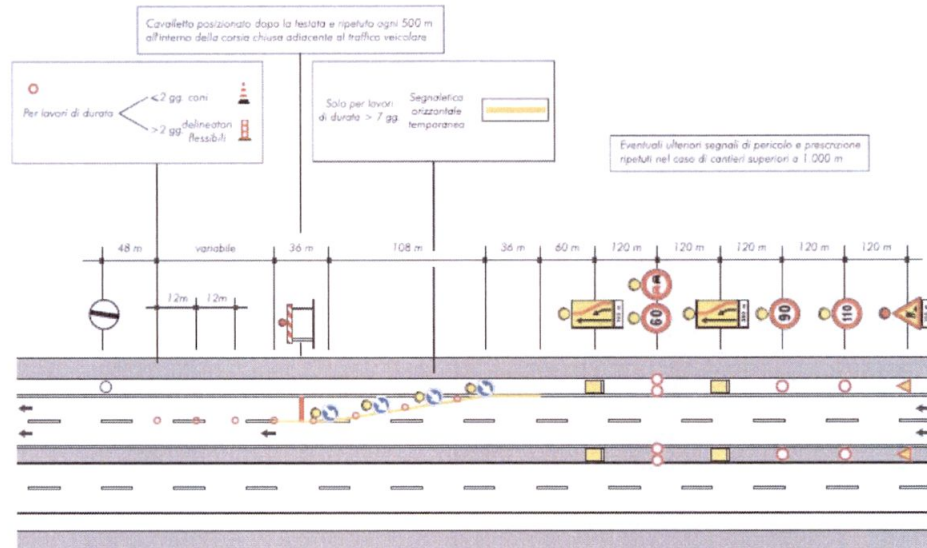 Cavalletto posizionato dopo la testata e ripetuto ogni 500 m
all'interno della corsia chiusa adiacente al traffico veicolare
Per lavori di durata
<2 gg. coni
>2 gg. delineatori
flessibili
Solo per lavori
di durata > 7 gg.
Segnaletica
orizzontale
temporanea
Eventuali ulteriori segnali di pericolo e prescrizione
ripetuti nel caso di cantieri superiori a 1.000 m
48 m variabile 36 m 108 m 36 m 60 m 120 m 120 m 120 m 120 m 120 m
12m 12m
60 90 110